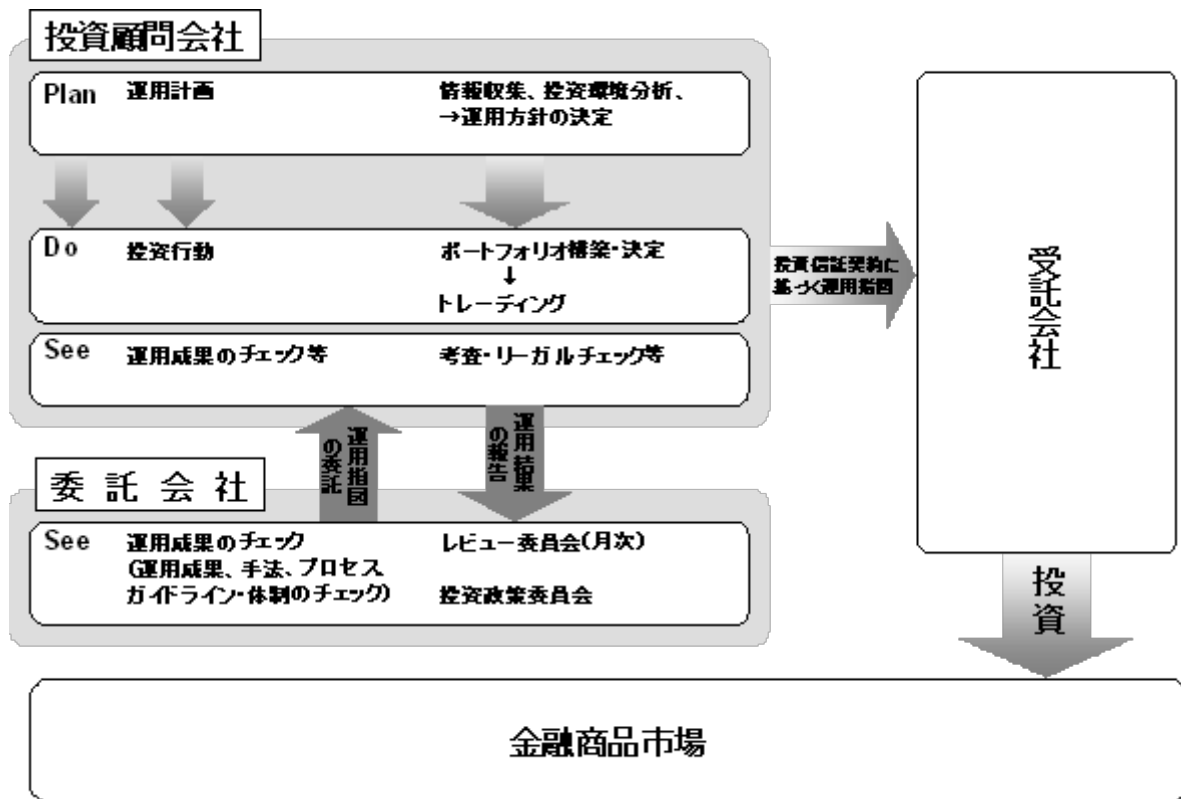 投資顧問会社
Plan 運用計画 情報収集、投資環境分析、
→運用方針の決定
Do 投資行動 ポートフォリオ構築・決定
↓
トレーディング
See 運用成果のチェック等 考査・リーガルチェック等
投資信託契約に
基づく運用指図
受託会社
運用指図
の委託
運用結果
の報告
委託会社
See 運用成果のチェック レビュー委員会(月次)
(運用成果、手法、プロセス
ガイドライン・体制のチェック) 投資政策委員会
投資
金融商品市場